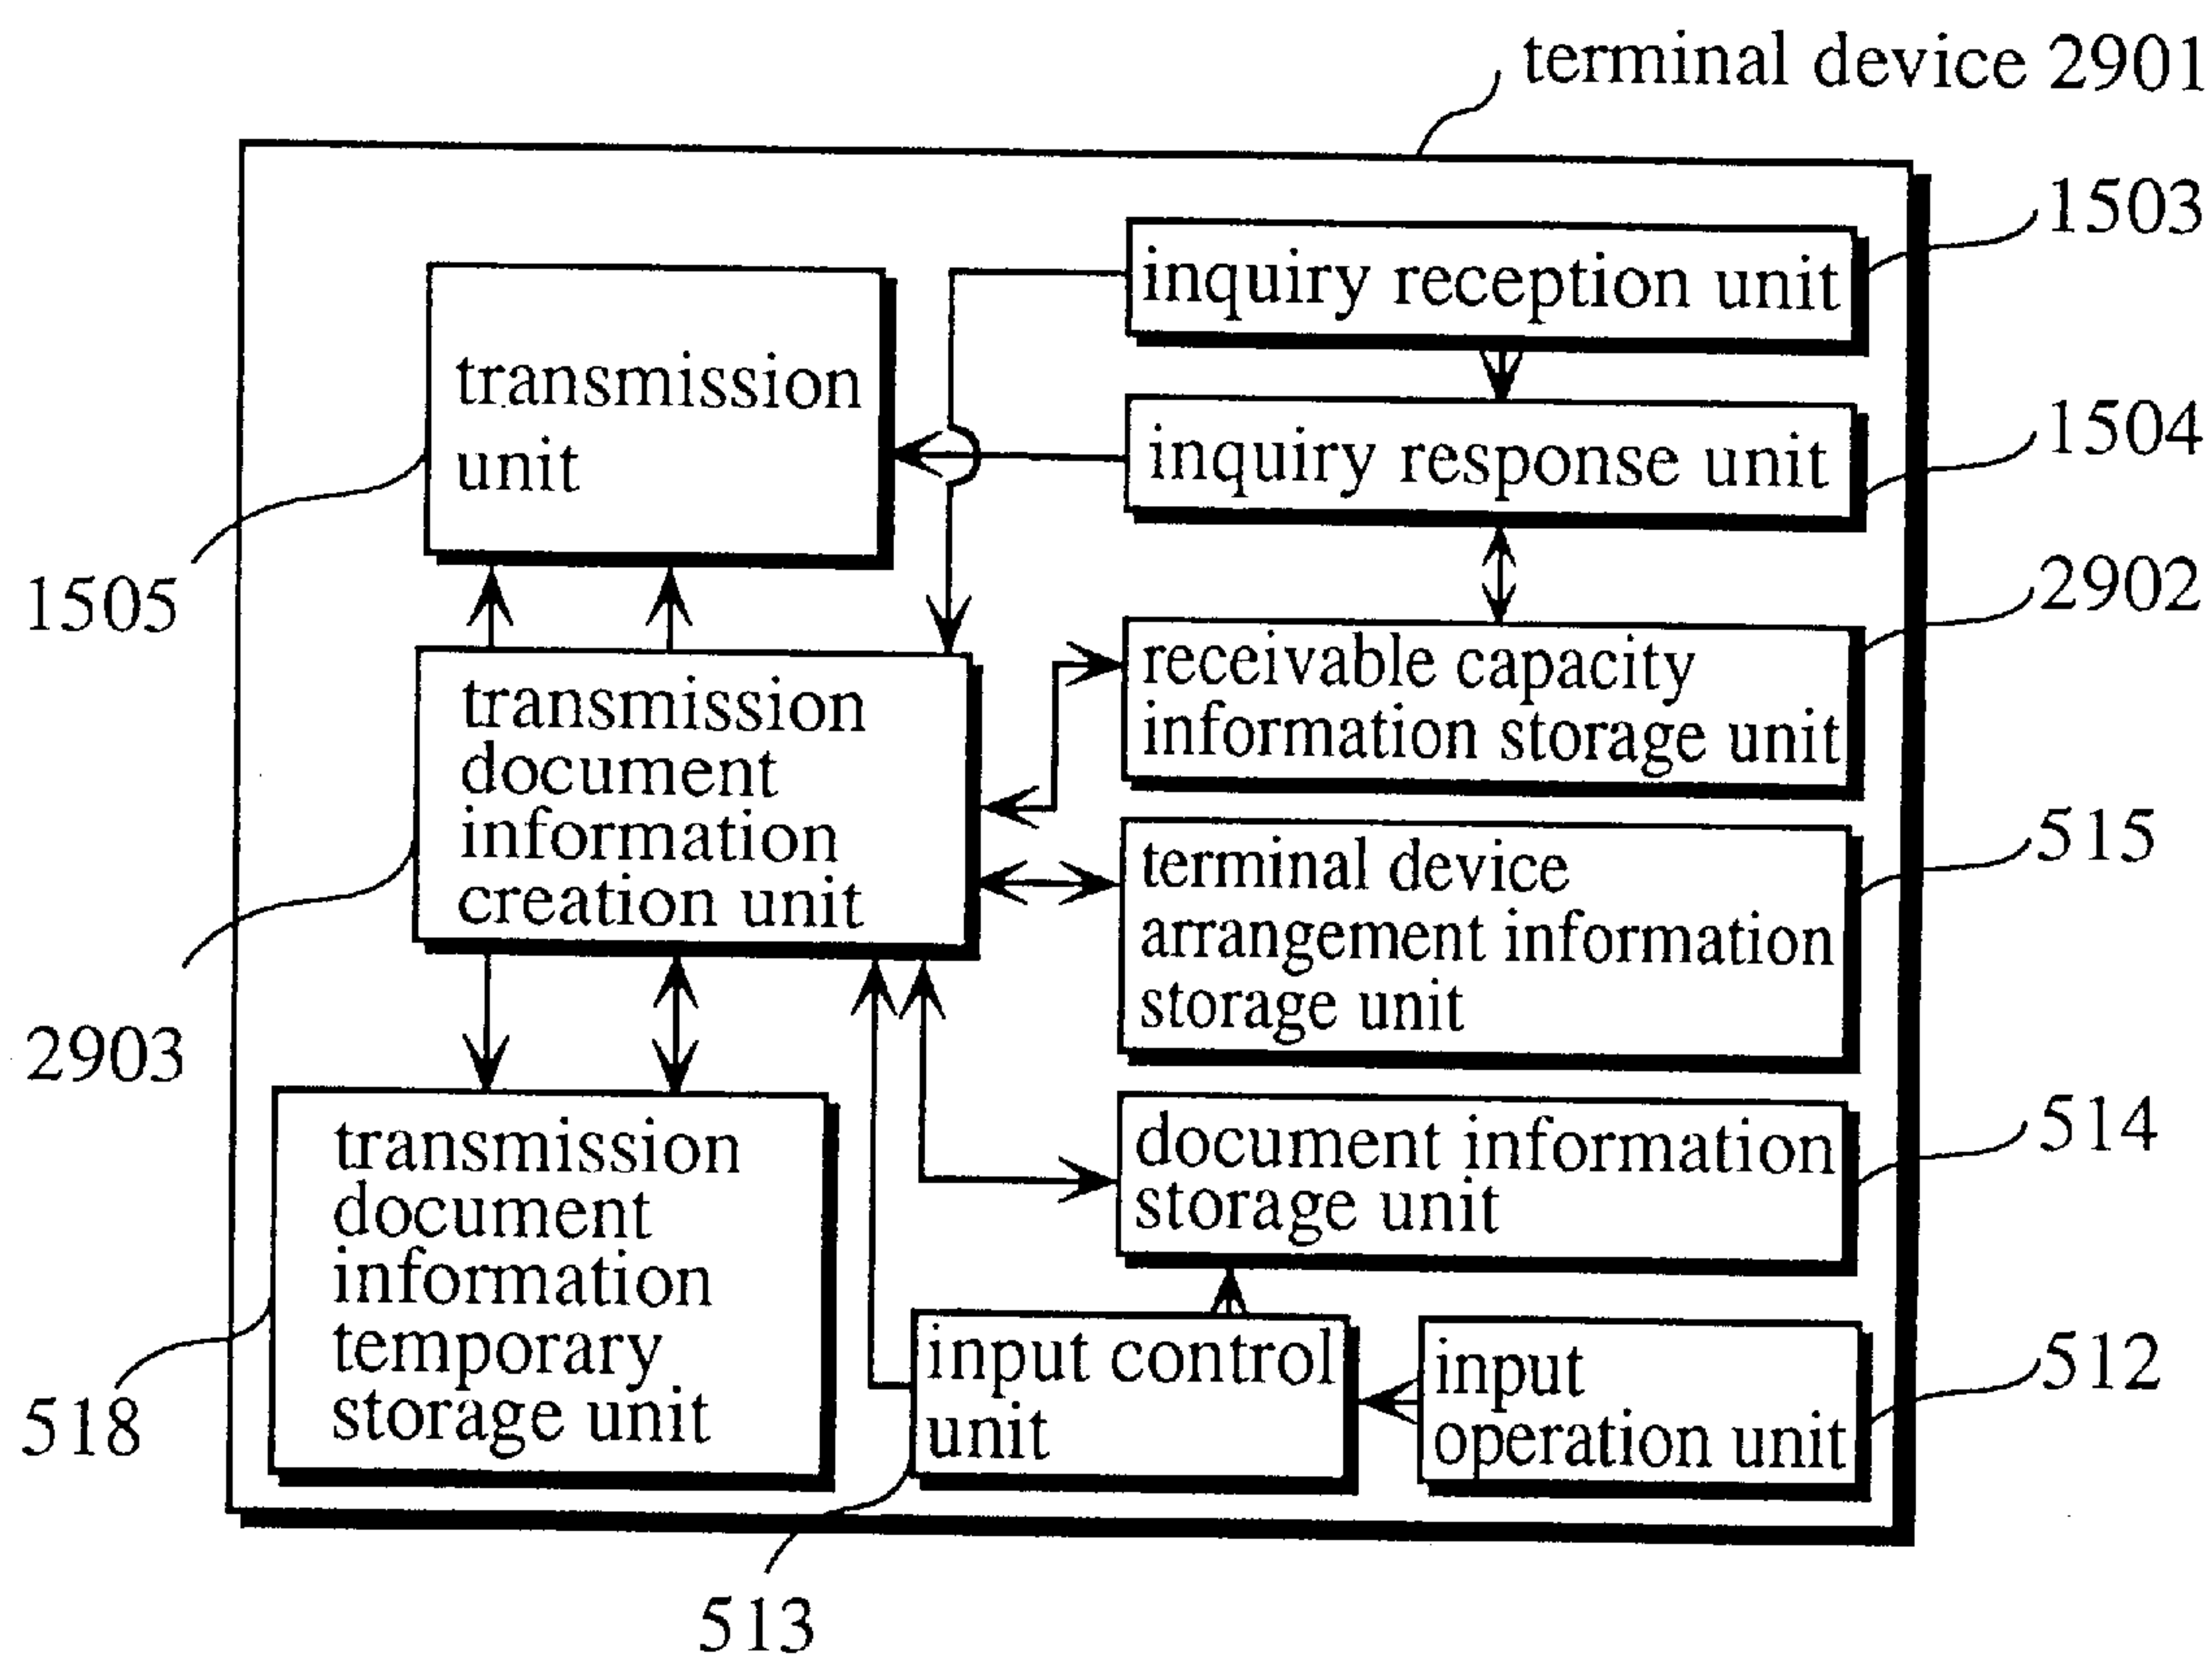 terminal device 2901
1503
inquiry reception unit
transmission
unit
1504
inquiry response unit
1505
2902
receivable capacity
information storage unit
transmission
document
information
creation unit
2903
515
terminal device
arrangement information
storage unit
514
document information
storage unit
transmission
document
information
temporary
storage unit
518
input control
unit
513
input
operation unit
512